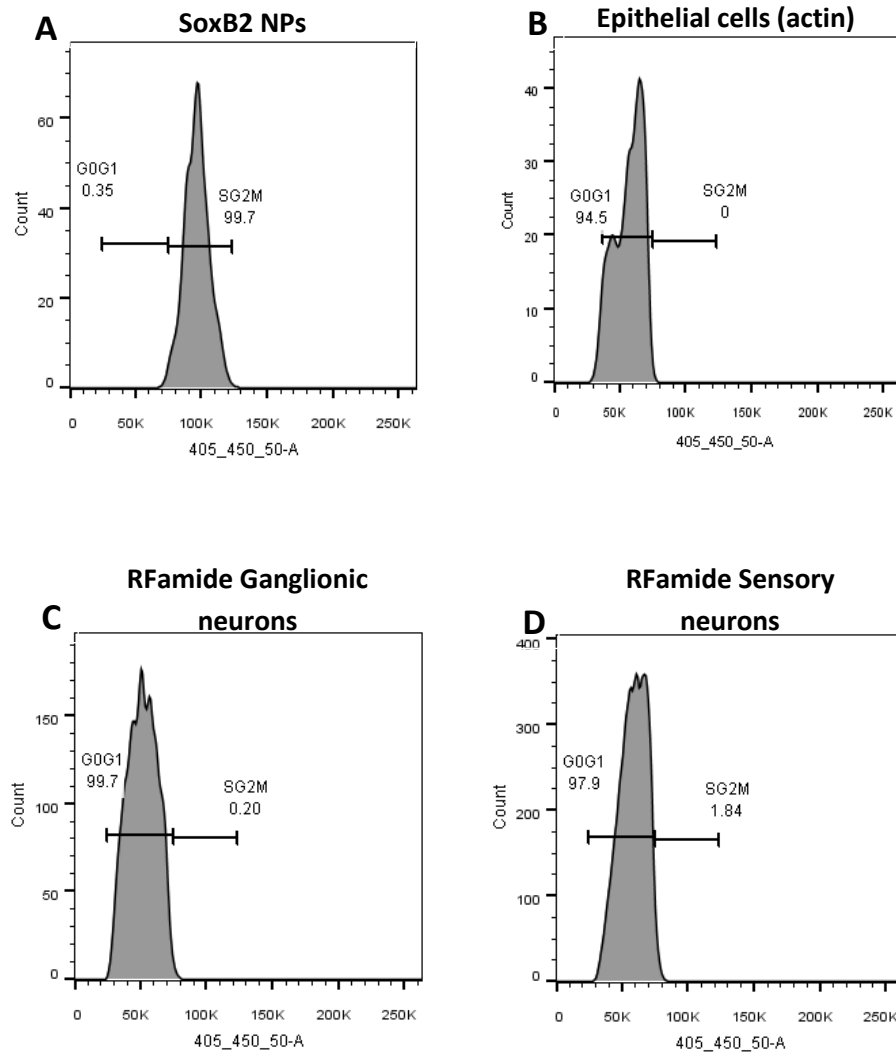 A
SoxB2 NPs
60
40
20
0
Count
G0G1
0.35
SG2M
99.7
0 50K 100K 150K 200K 250K
405_450_50-A
B
Epithelial cells (actin)
40
30
20
10
0
Count
G0G1
94.5
SG2M
0
0 50K 100K 150K 200K 250K
405_450_50-A
C
RFamide Ganglionic
neurons
150
100
50
0
Count
G0G1
99.7
SG2M
0.20
0 50K 100K 150K 200K 250K
405_450_50-A
D
RFamide Sensory
neurons
400
300
200
100
0
Count
G0G1
97.9
SG2M
1.84
0 50K 100K 150K 200K 250K
405_450_50-A